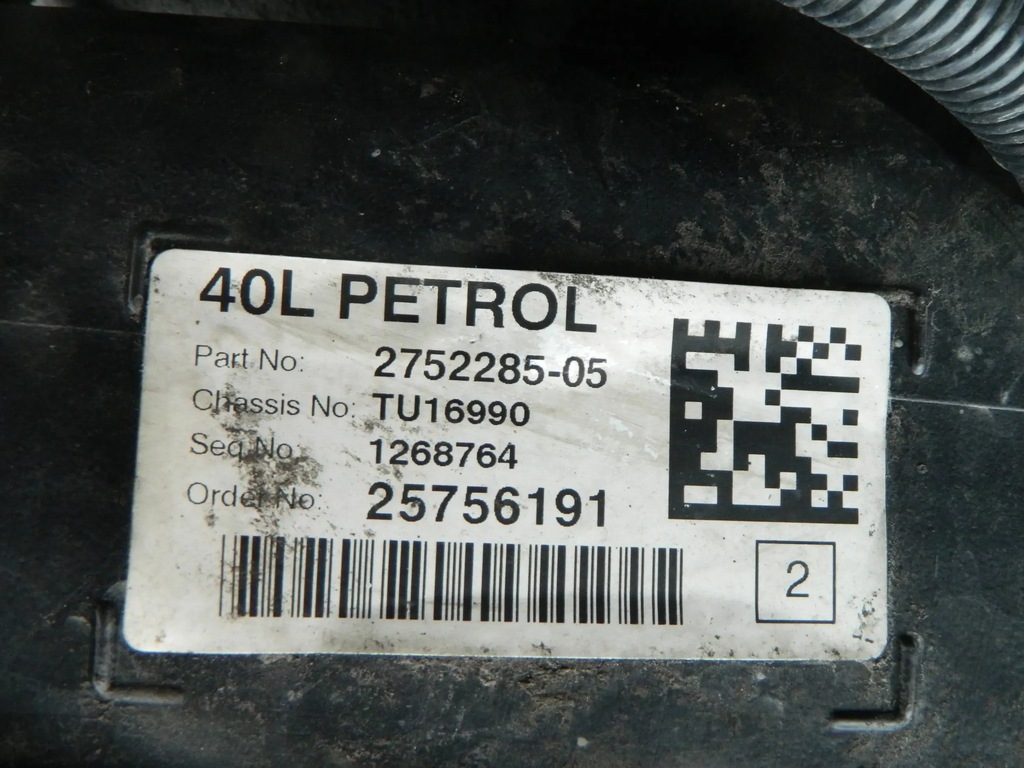 40L PETROL
Part No: 2752285-05
Chassis No: TU16990
Seq No 1268764
Order No: 25756191
2